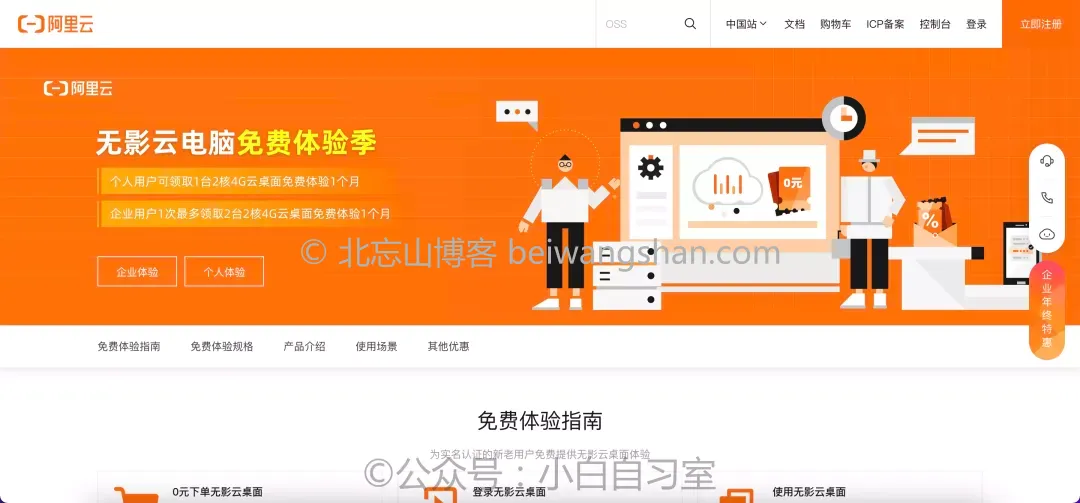 阿里云
OSS
中国站 文档 购物车 ICP备案 控制台 登录 立即注册
阿里云
无影云电脑免费体验季
个人用户可领取1台2核4G云桌面免费体验1个月
企业用户1次最多领取2台2核4G云桌面免费体验1个月
企业体验 个人体验
0元
%
企业年终特惠
© 北忘山博客 beiwangshan.com
免费体验指南 免费体验规格 产品介绍 使用场景 其他优惠
免费体验指南
为实名认证的新老用户免费提供无影云桌面体验
©公众号：小白自习室
0元下单无影云桌面 登录无影云桌面 使用无影云桌面